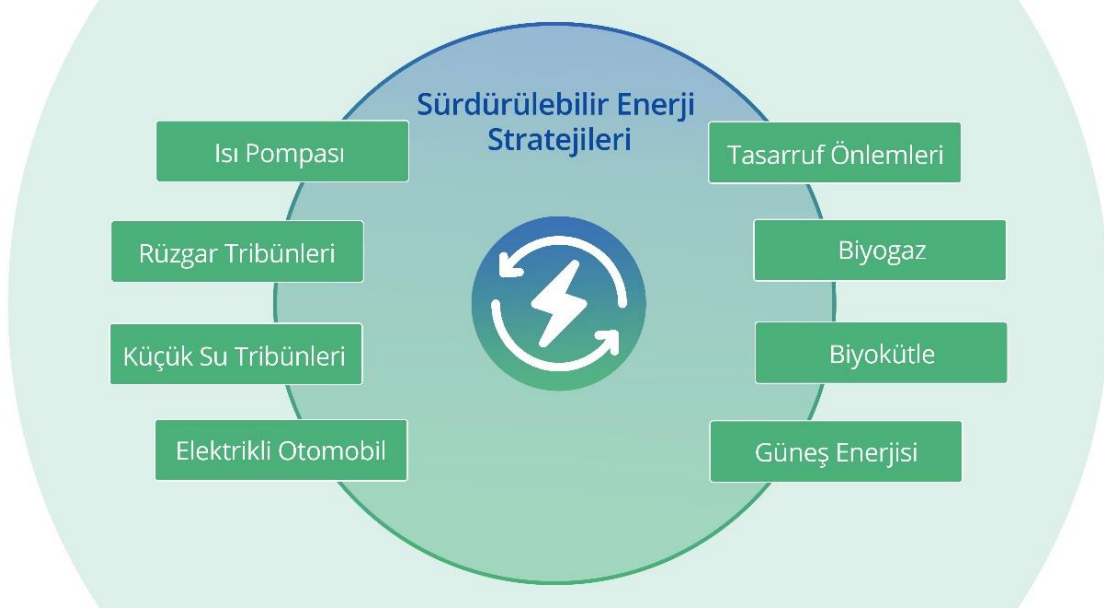 Sürdürülebilir Enerji
Stratejileri
Isı Pompası
Rüzgar Tribünleri
Küçük Su Tribünleri
Elektrikli Otomobil
Tasarruf Önlemleri
Biyogaz
Biyokütle
Güneş Enerjisi